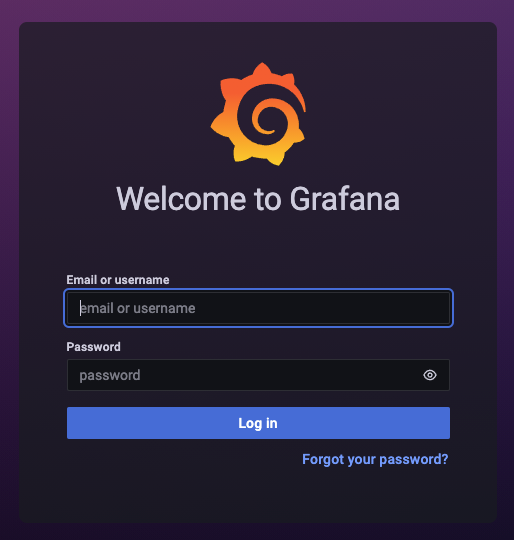 Welcome to Grafana
Email or username
email or username
Password
password
Log in
Forgot your password?